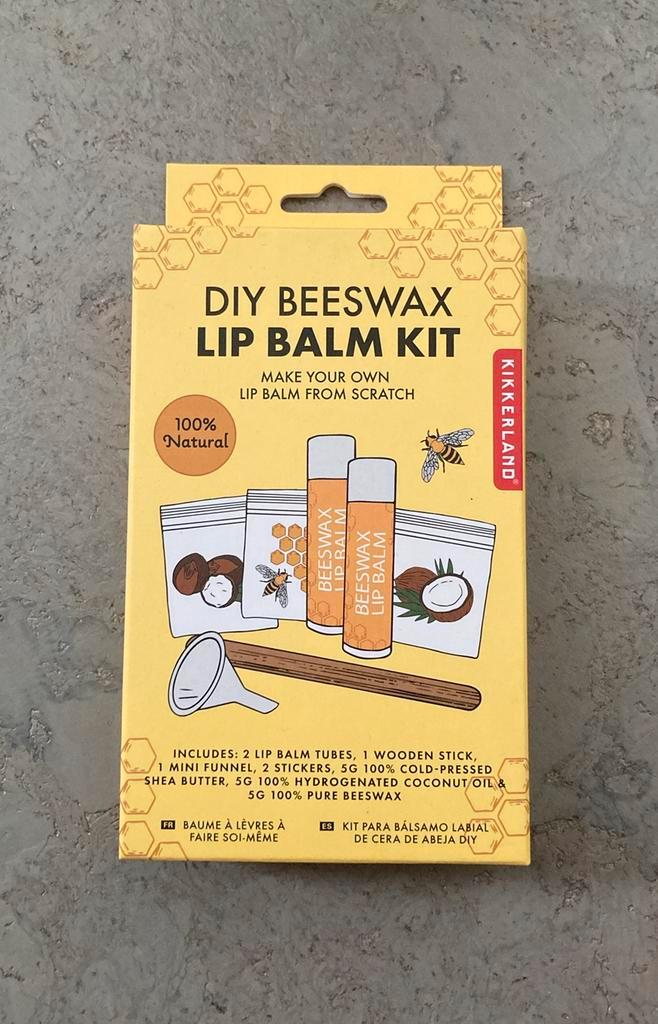 DIY BEESWAX
LIP BALM KIT
MAKE YOUR OWN
LIP BALM FROM SCRATCH
KIKKERLAND®
100%
Natural
BEESWAX
LIP BALM
BEESWAX
LIP BALM
INCLUDES: 2 LIP BALM TUBES, 1 WOODEN STICK,
1 MINI FUNNEL, 2 STICKERS, 5G 100% COLD-PRESSED
SHEA BUTTER, 5G 100% HYDROGENATED COCONUT OIL &
5G 100% PURE BEESWAX
FR BAUME À LÈVRES À
FAIRE SOI-MÊME
ES KIT PARA BÁLSAMO LABIAL
DE CERA DE ABEJA DIY